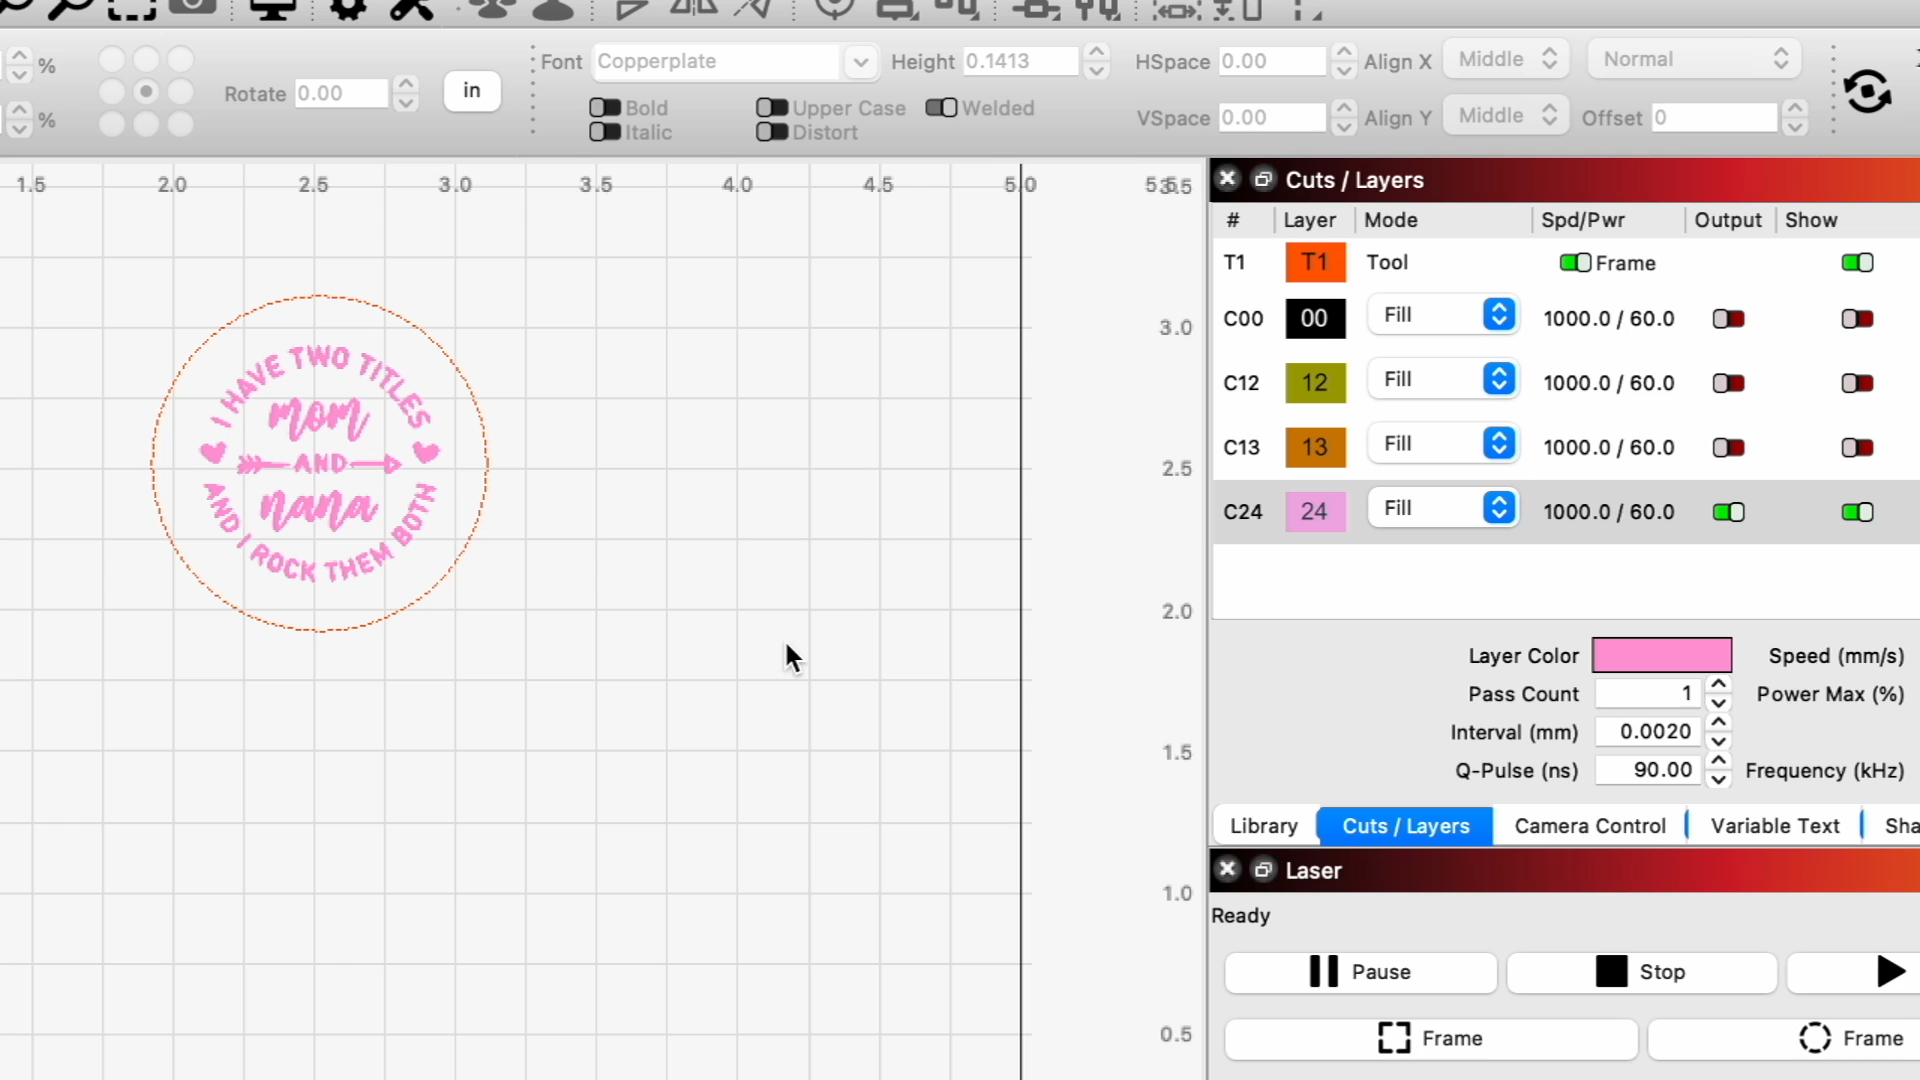 %
Rotate 0.00
in
%
Font Copperplate
Height 0.1413
Bold
Upper Case
Welded
Italic
Distort
HSpace 0.00
Align X Middle
Normal
VSpace 0.00
Align Y Middle
Offset 0
1.5 2.0 2.5 3.0 3.5 4.0 4.5 5.0
3.0
2.5
2.0
1.5
1.0
0.5
I HAVE TWO TITLES
mom
AND
nana
AND I ROCK THEM BOTH
Cuts / Layers
# Layer Mode Spd/Pwr Output Show
T1 T1 Tool Frame
C00 00 Fill 1000.0 / 60.0
C12 12 Fill 1000.0 / 60.0
C13 13 Fill 1000.0 / 60.0
C24 24 Fill 1000.0 / 60.0
Layer Color Speed (mm/s)
Pass Count 1 Power Max (%)
Interval (mm) 0.0020
Q-Pulse (ns) 90.00 Frequency (kHz)
Library Cuts / Layers Camera Control Variable Text Sha
Laser
Ready
Pause Stop
Frame Frame